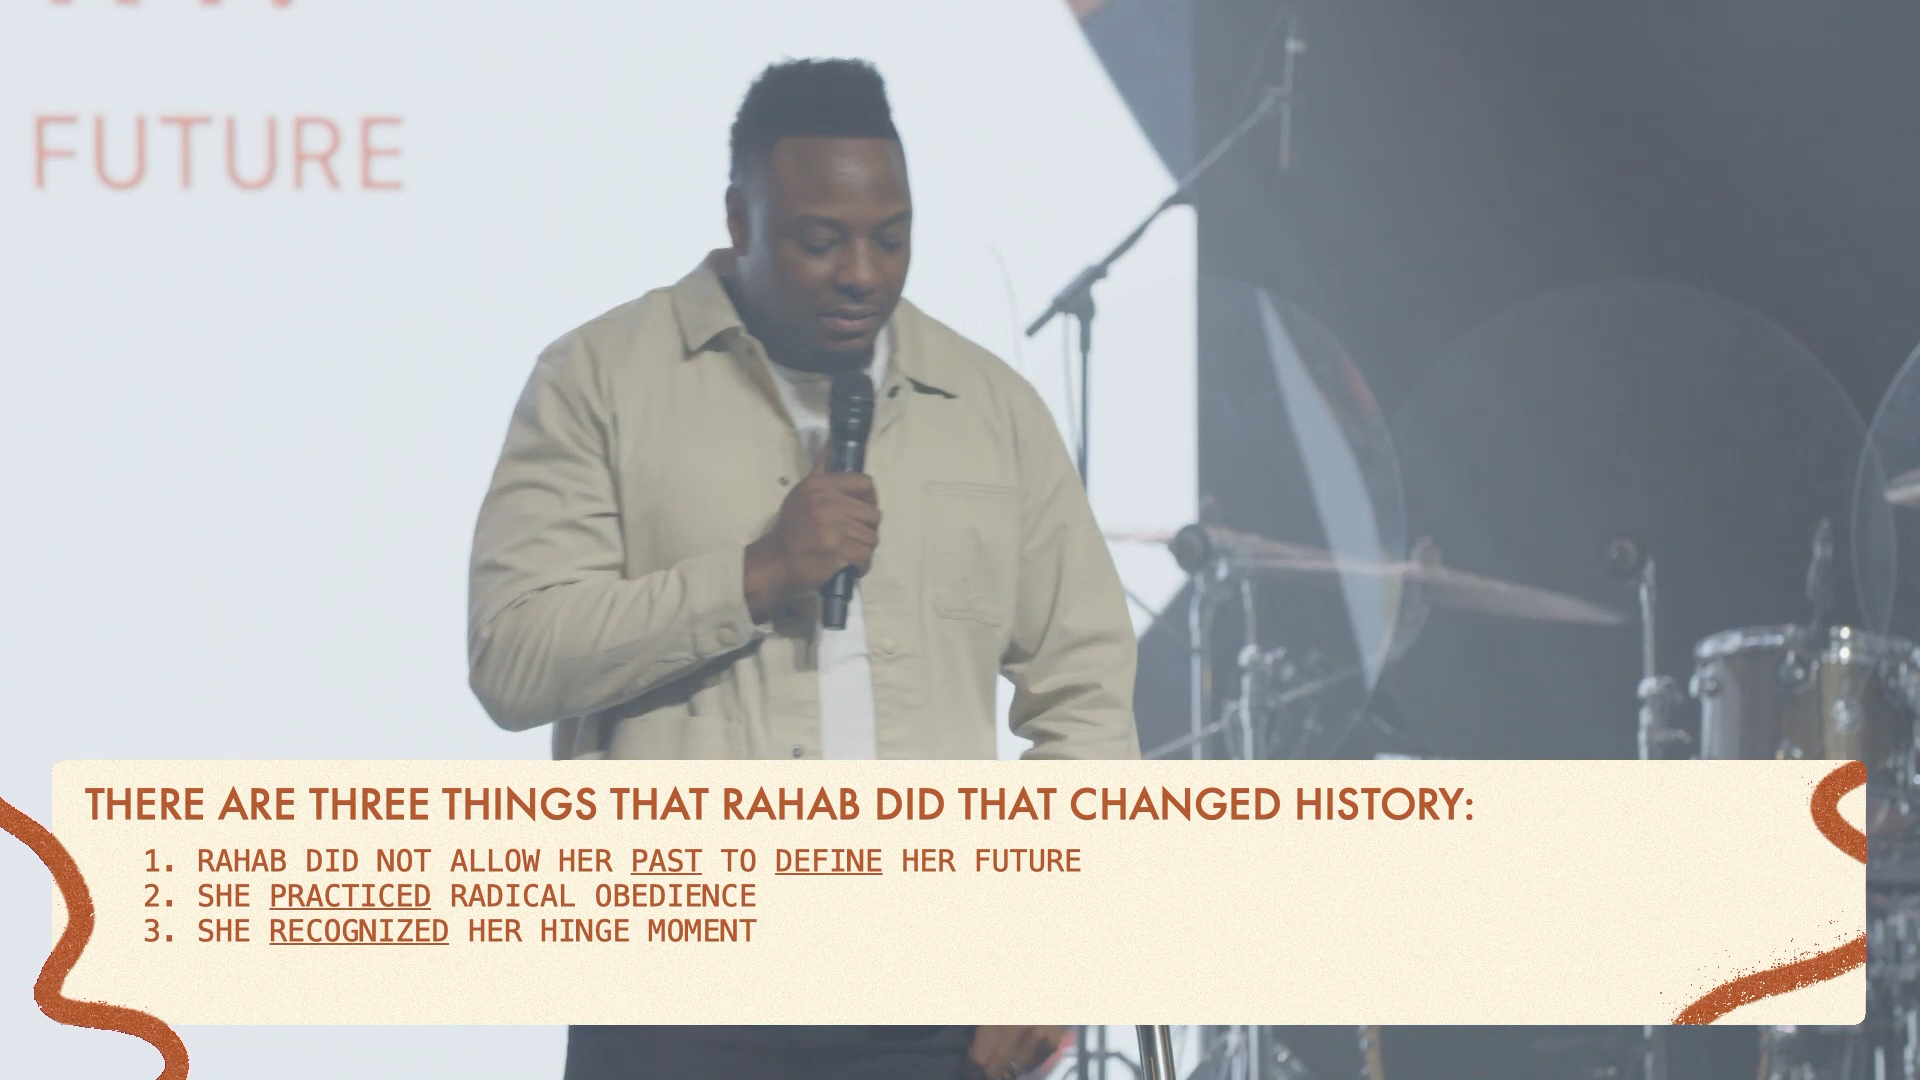 FUTURE
THERE ARE THREE THINGS THAT RAHAB DID THAT CHANGED HISTORY:
1. RAHAB DID NOT ALLOW HER PAST TO DEFINE HER FUTURE
2. SHE PRACTICED RADICAL OBEDIENCE
3. SHE RECOGNIZED HER HINGE MOMENT